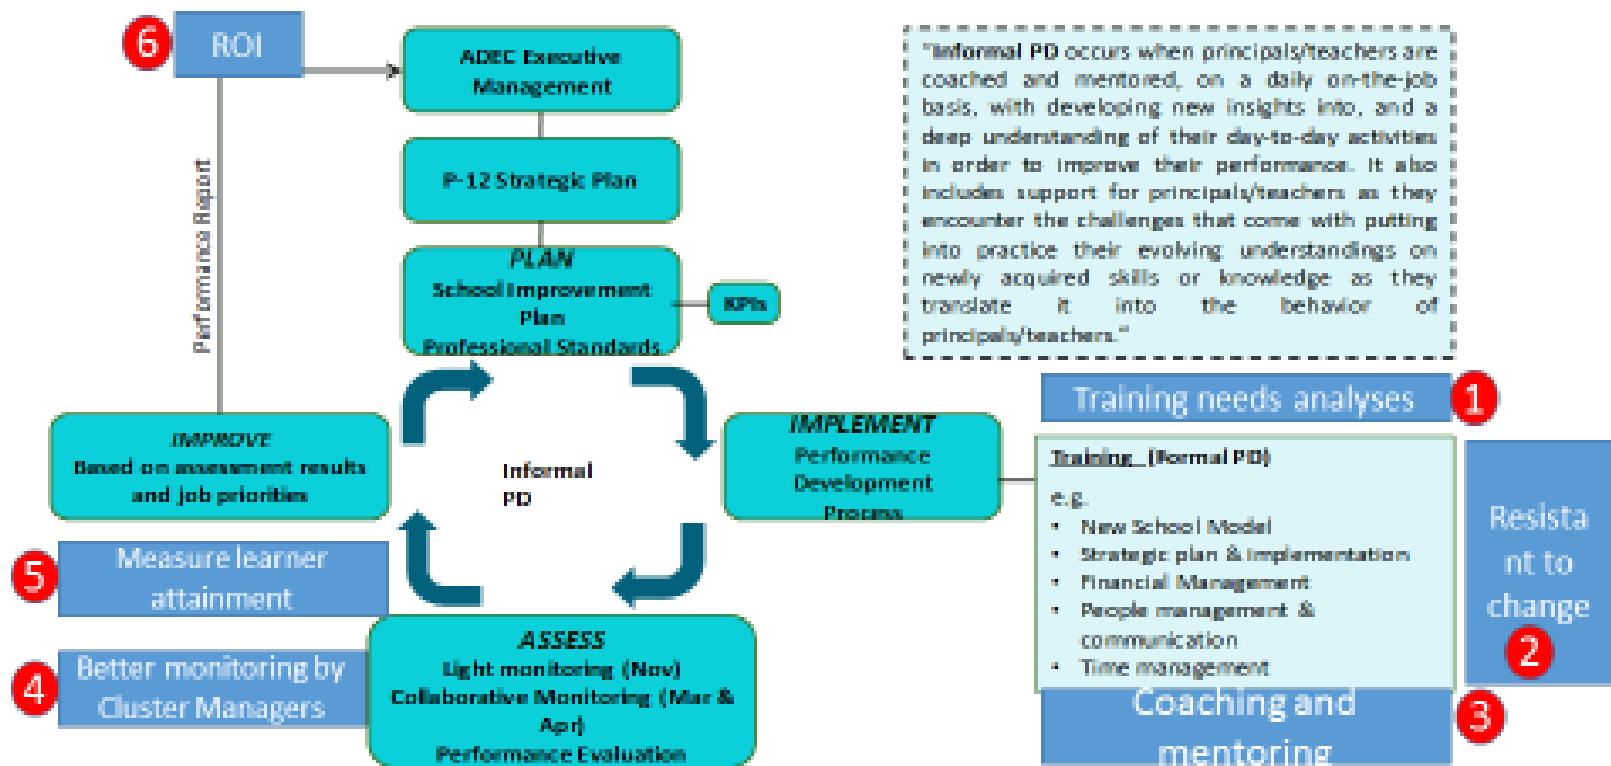 6
ROI
ADEC Executive
Management
P-12 Strategic Plan
PLAN
School Improvement
Plan
Professional Standards
KPIs
Performance Report
"Informal PD occurs when principals/teachers are
coached and mentored, on a daily on-the-job
basis, with developing new insights into, and a
deep understanding of their day-to-day activities
in order to improve their performance. It also
includes support for principals/teachers as they
encounter the challenges that come with putting
into practice their evolving understandings on
newly acquired skills or knowledge as they
translate it into the behavior of
principals/teachers."
Training needs analyses
1
IMPROVE
Based on assessment results
and job priorities
Informal
PD
IMPLEMENT
Performance
Development
Process
Training (Formal PD)
e.g.
• New School Model
• Strategic plan & implementation
• Financial Management
• People management &
communication
• Time management
Resista
nt to
change
2
Coaching and
mentoring
3
5
Measure learner
attainment
4
Better monitoring by
Cluster Managers
ASSESS
Light monitoring (Nov)
Collaborative Monitoring (Mar &
Apr)
Performance Evaluation